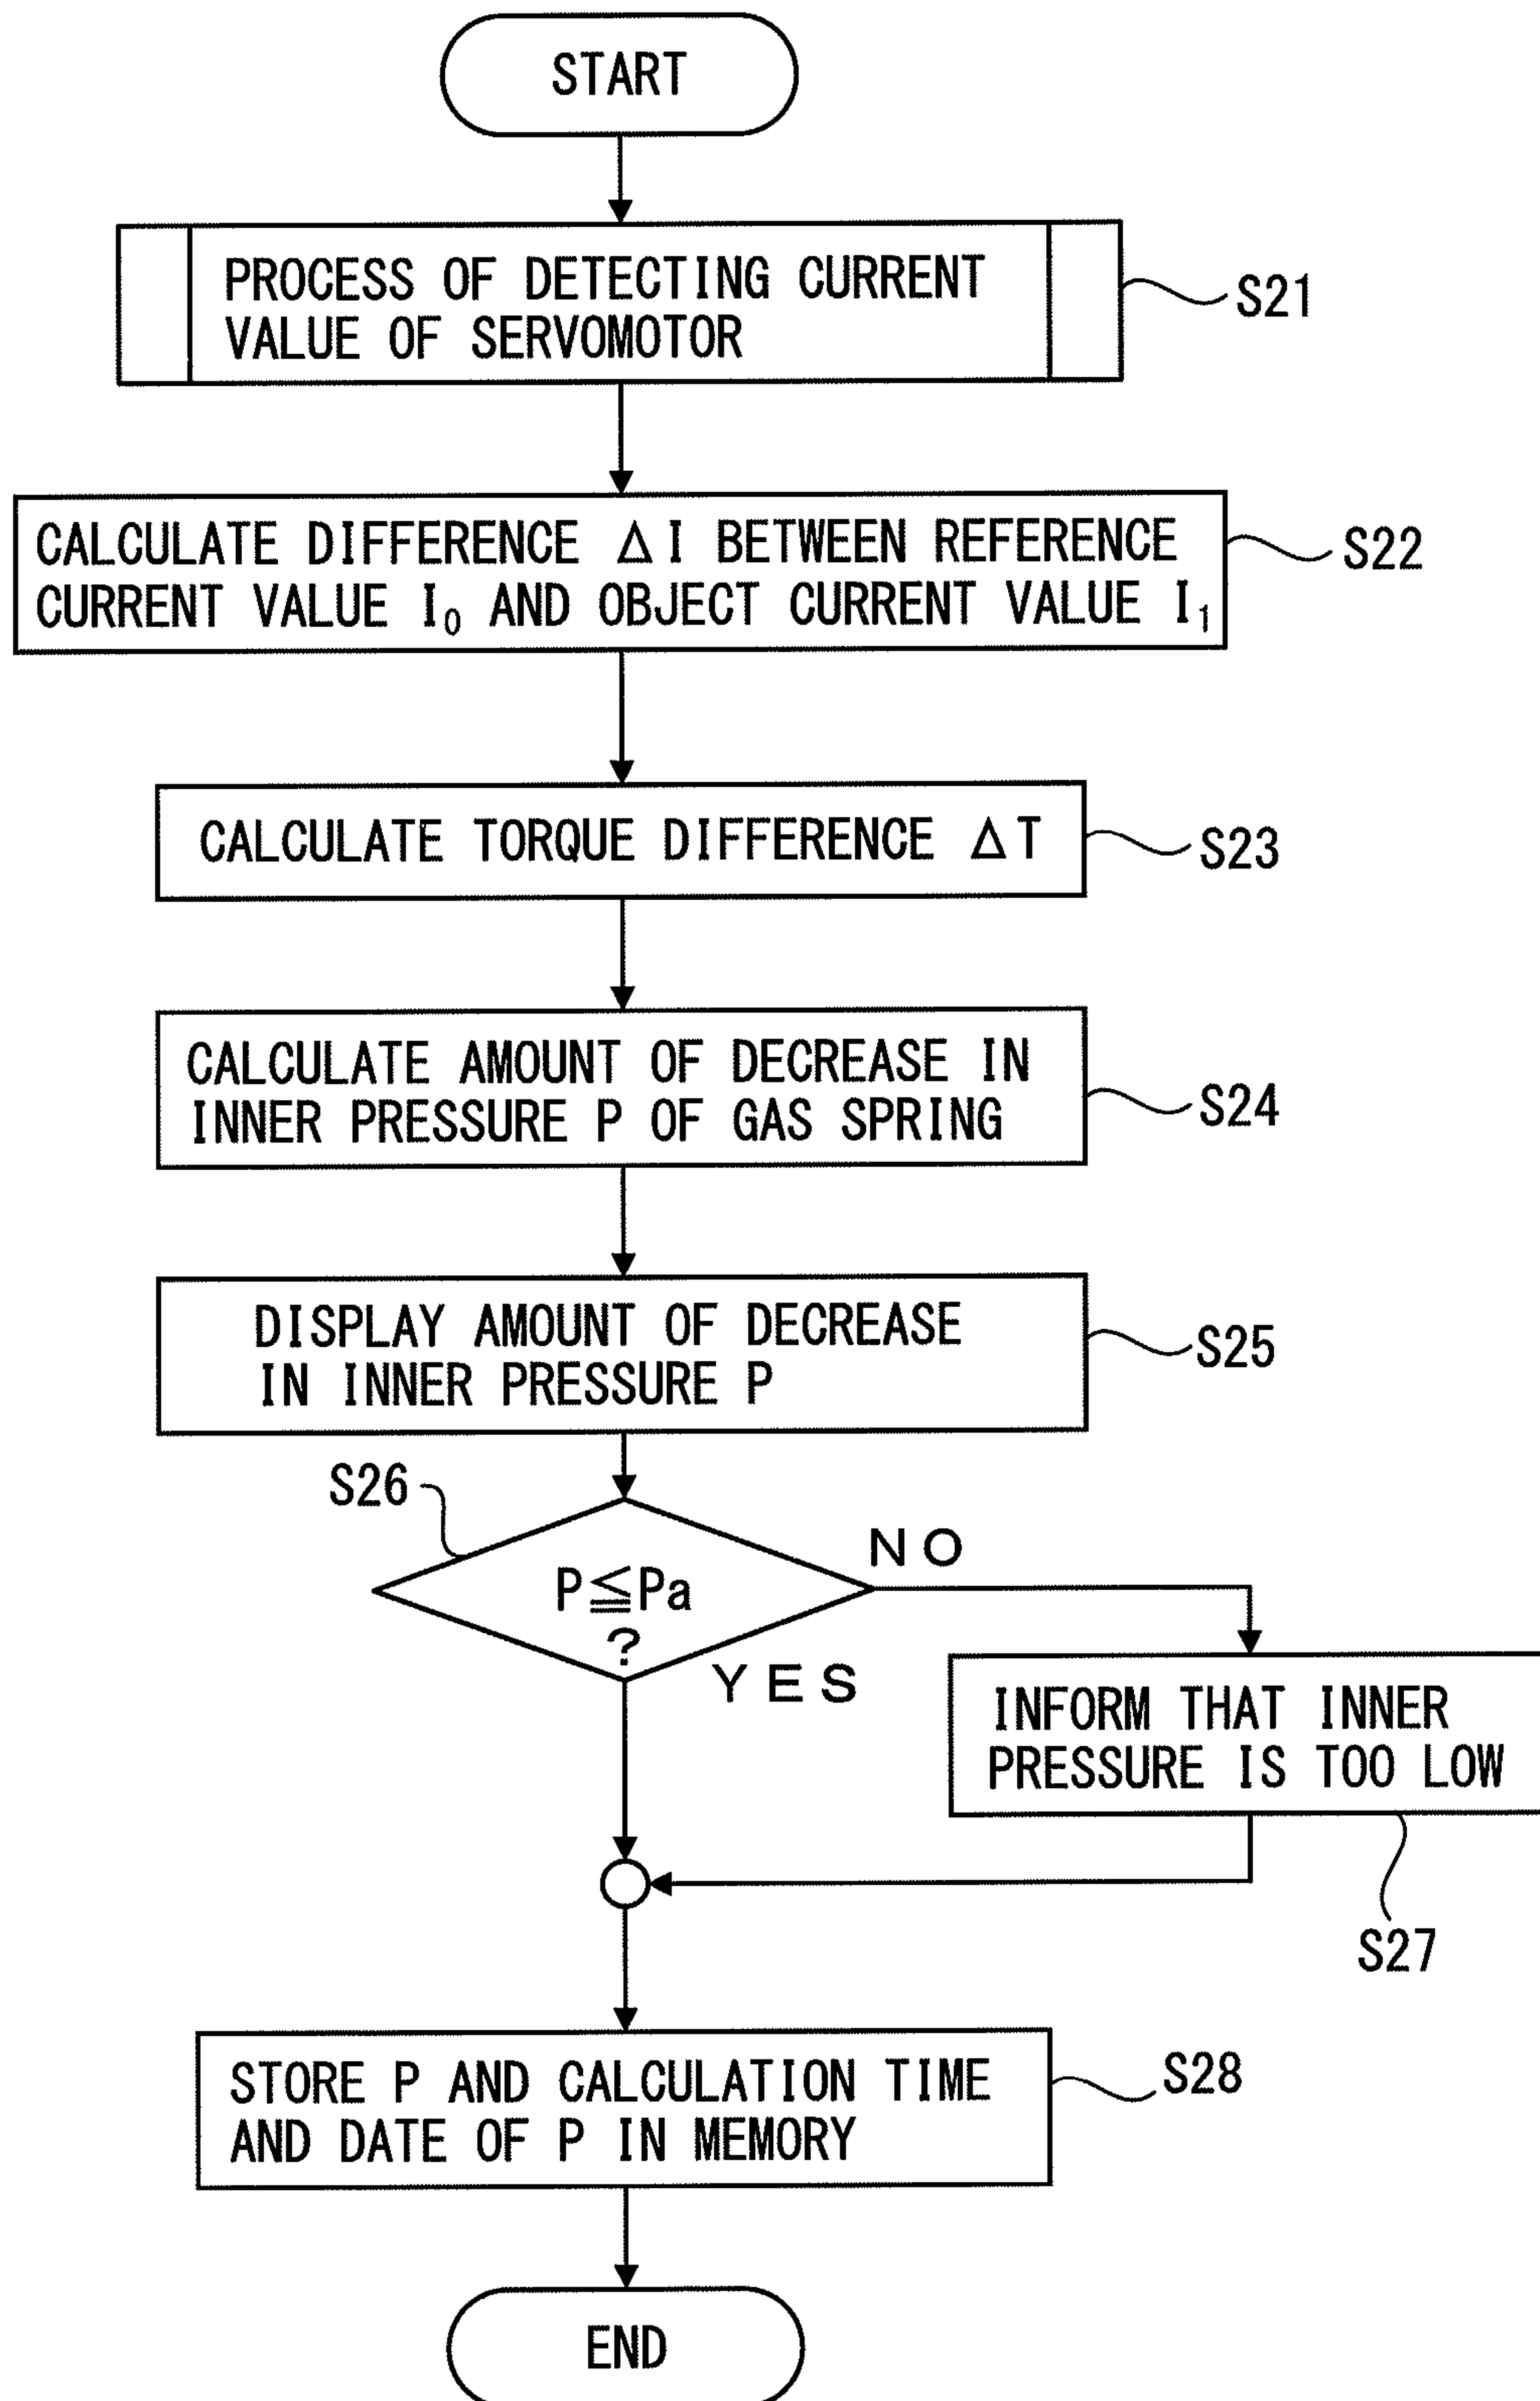 START
PROCESS OF DETECTING CURRENT
VALUE OF SERVOMOTOR
S21
CALCULATE DIFFERENCE ΔI BETWEEN REFERENCE
CURRENT VALUE I₀ AND OBJECT CURRENT VALUE I₁
S22
CALCULATE TORQUE DIFFERENCE ΔT
S23
CALCULATE AMOUNT OF DECREASE IN
INNER PRESSURE P OF GAS SPRING
S24
DISPLAY AMOUNT OF DECREASE
IN INNER PRESSURE P
S25
S26
P≦Pa
?
NO
YES
INFORM THAT INNER
PRESSURE IS TOO LOW
S27
STORE P AND CALCULATION TIME
AND DATE OF P IN MEMORY
S28
END